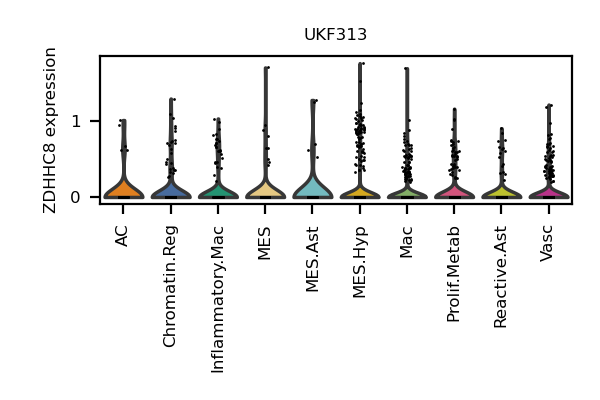 UKF313
ZDHHC8 expression
1
0
AC
Chromatin.Reg
Inflammatory.Mac
MES
MES.Ast
MES.Hyp
Mac
Prolif.Metab
Reactive.Ast
Vasc